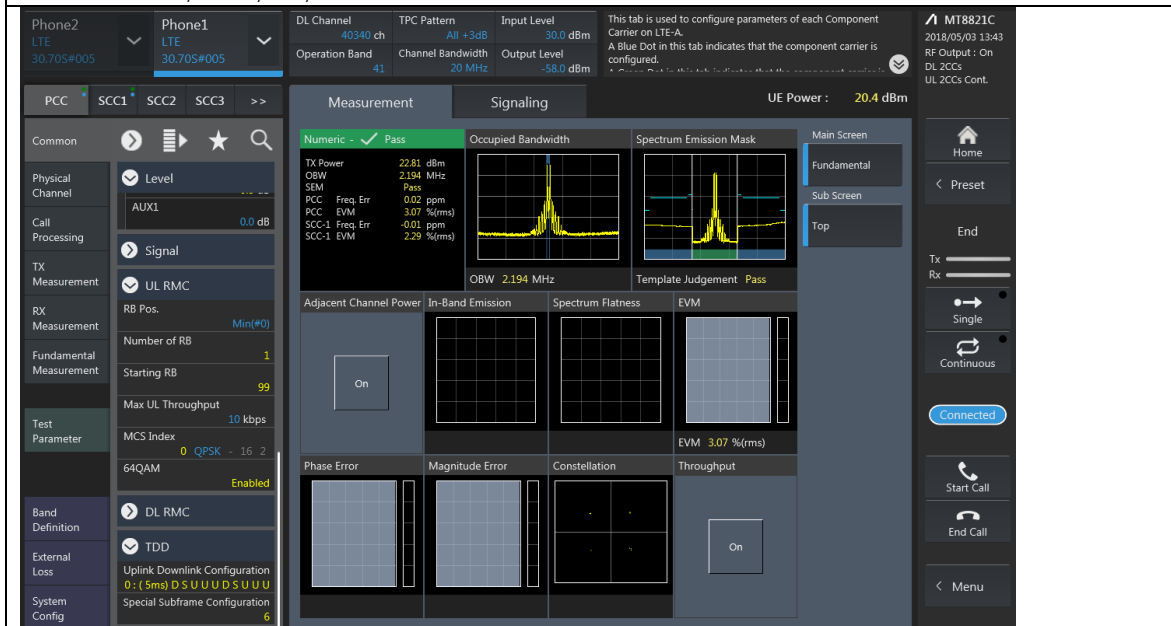 Phone2
LTE
30.70S#005
Phone1
LTE
30.70S#005
DL Channel
40340 ch
Operation Band
41
TPC Pattern
All +3dB
Channel Bandwidth
20 MHz
Input Level
30.0 dBm
Output Level
-58.0 dBm
This tab is used to configure parameters of each Component
Carrier on LTE-A.
A Blue Dot in this tab indicates that the component carrier is
configured.
MT8821C
2018/05/03 13:43
RF Output : On
DL 2CCs
UL 2CCs Cont.
PCC SCC1 SCC2 SCC3 >>
Measurement
Signaling
UE Power : 20.4 dBm
Common
Physical
Channel
Call
Processing
TX
Measurement
RX
Measurement
Fundamental
Measurement
Test
Parameter
Band
Definition
External
Loss
System
Config
Level
AUX1
0.0 dB
Signal
UL RMC
RB Pos.
Min(#0)
Number of RB
1
Starting RB
99
Max UL Throughput
10 kbps
MCS Index
0 QPSK - 16 2
64QAM
Enabled
DL RMC
TDD
Uplink Downlink Configuration
0 : ( 5ms) D S U U U D S U U U
Special Subframe Configuration
6
Numeric - Pass
TX Power 22.81 dBm
OBW 2.194 MHz
SEM Pass
PCC Freq. Err 0.02 ppm
PCC EVM 3.07 %(rms)
SCC-1 Freq. Err -0.01 ppm
SCC-1 EVM 2.29 %(rms)
Occupied Bandwidth
OBW 2.194 MHz
Spectrum Emission Mask
Template Judgement Pass
Main Screen
Fundamental
Sub Screen
Top
Adjacent Channel Power
On
In-Band Emission
Spectrum Flatness
EVM
EVM 3.07 %(rms)
Phase Error
Magnitude Error
Constellation
Throughput
On
Home
< Preset
End
Tx
Rx
Single
Continuous
Connected
Start Call
End Call
< Menu